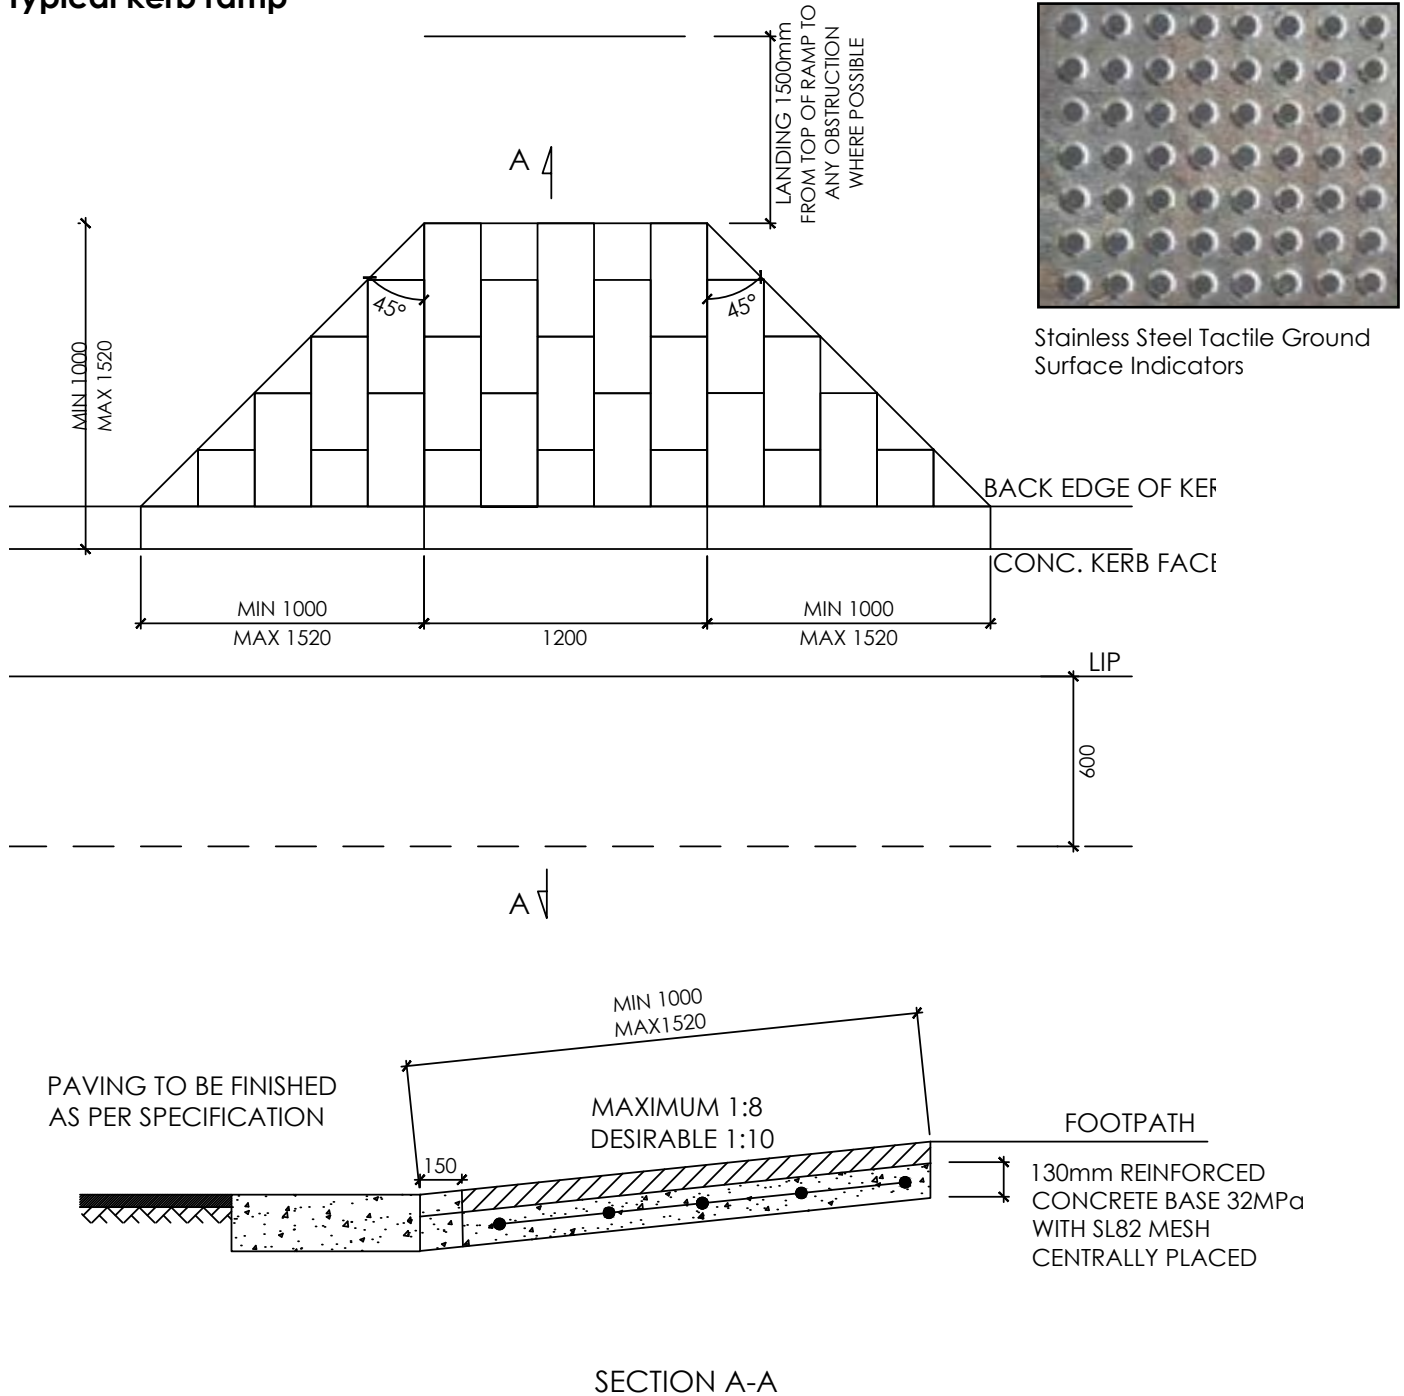 Typical kerb ramp
LANDING 1500mm
FROM TOP OF RAMP TO
ANY OBSTRUCTION
WHERE POSSIBLE
A
Stainless Steel Tactile Ground
Surface Indicators
45°
45°
MIN 1000
MAX 1520
BACK EDGE OF KER
CONC. KERB FACE
MIN 1000
MAX 1520
1200
MIN 1000
MAX 1520
LIP
600
A
MIN 1000
MAX1520
PAVING TO BE FINISHED
AS PER SPECIFICATION
MAXIMUM 1:8
DESIRABLE 1:10
FOOTPATH
150
130mm REINFORCED
CONCRETE BASE 32MPa
WITH SL82 MESH
CENTRALLY PLACED
SECTION A-A